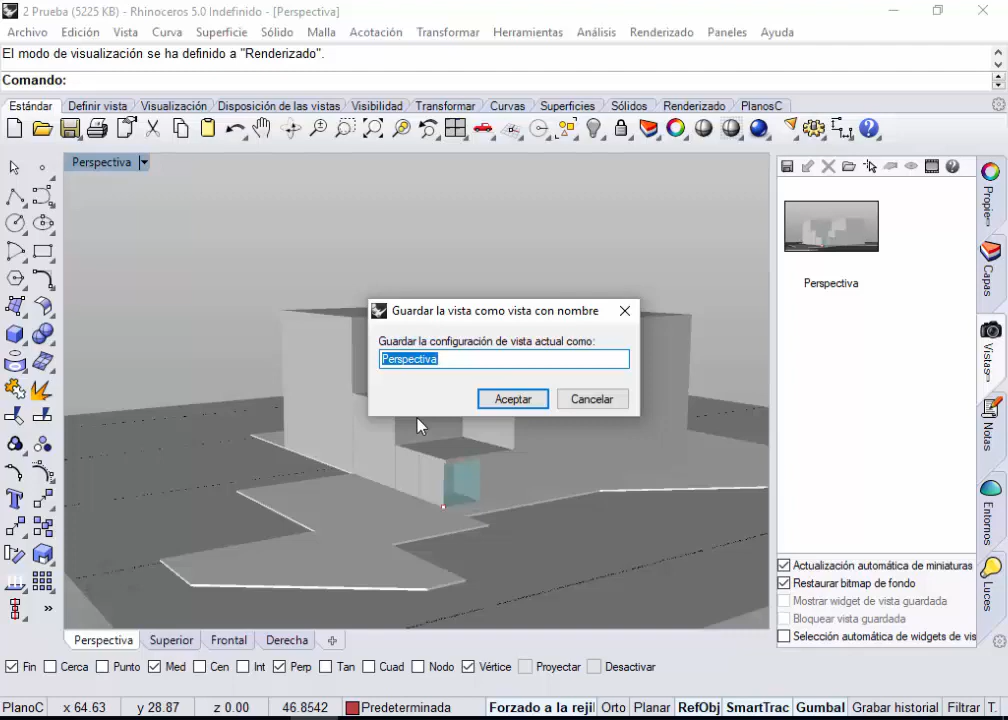 2 Prueba (5225 KB) - Rhinoceros 5.0 Indefinido - [Perspectiva]
Archivo Edición Vista Curva Superficie Sólido Malla Acotación Transformar Herramientas Análisis Renderizado Paneles Ayuda
El modo de visualización se ha definido a "Renderizado".
Comando:
Estándar Definir vista Visualización Disposición de las vistas Visibilidad Transformar Curvas Superficies Sólidos Renderizado PlanosC
Perspectiva
Propie
Capas
Vistas
Notas
Entornos
Luces
Perspectiva
Guardar la vista como vista con nombre
Guardar la configuración de vista actual como:
Perspectiva
Aceptar Cancelar
Actualización automática de miniaturas
Restaurar bitmap de fondo
Mostrar widget de vista guardada
Bloquear vista guardada
Selección automática de widgets de vis
Perspectiva Superior Frontal Derecha
Fin Cerca Punto Med Cen Int Perp Tan Cuad Nodo Vértice Proyectar Desactivar
PlanoC x 64.63 y 28.87 z 0.00 46.8542 Predeterminada Forzado a la reji Orto Planar RefObj SmartTrac Gumbal Grabar historial Filtrar T.